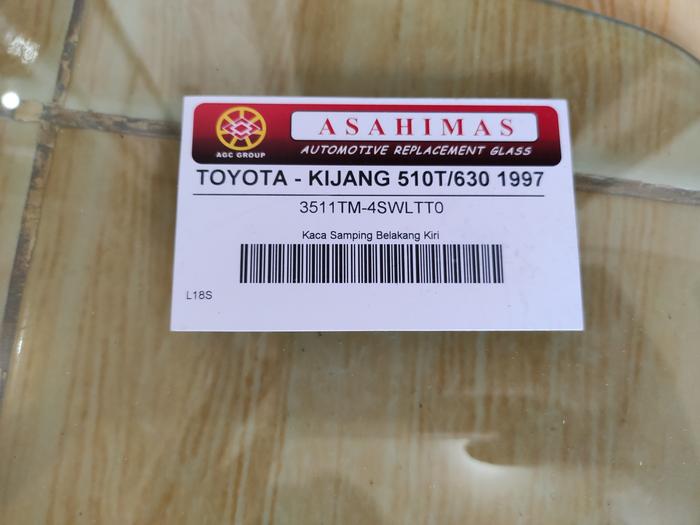 ASAHIMAS
AGC GROUP
AUTOMOTIVE REPLACEMENT GLASS
TOYOTA - KIJANG 510T/630 1997
3511TM-4SWLTT0
Kaca Samping Belakang Kiri
L18S